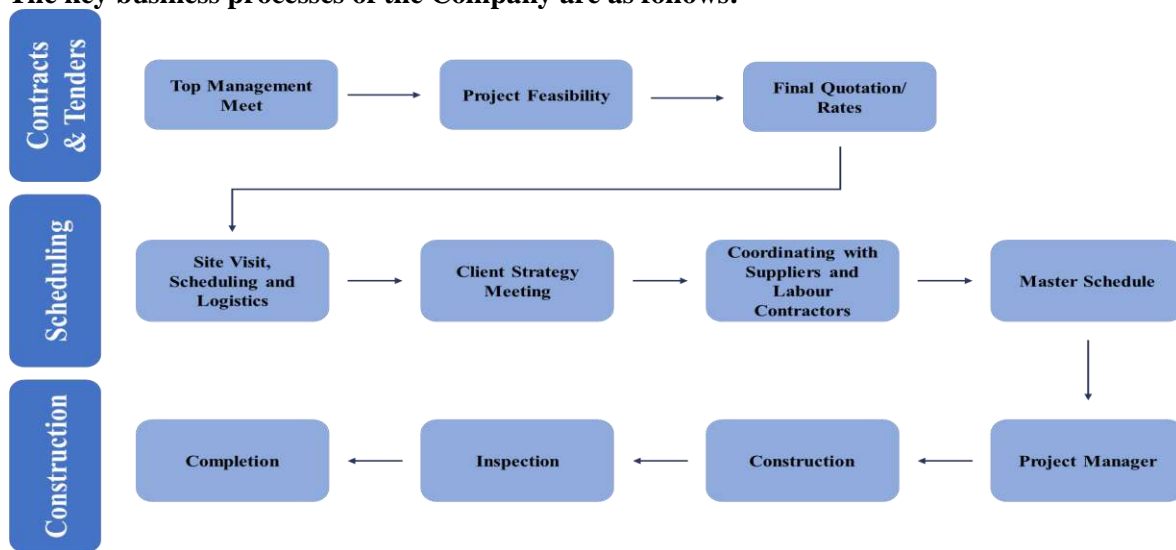 The key business processes of the Company are as follows:
Contracts
& Tenders
Top Management
Meet
Project Feasibility
Final Quotation/
Rates
Scheduling
Site Visit,
Scheduling and
Logistics
Client Strategy
Meeting
Coordinating with
Suppliers and
Labour
Contractors
Master Schedule
Construction
Completion
Inspection
Construction
Project Manager